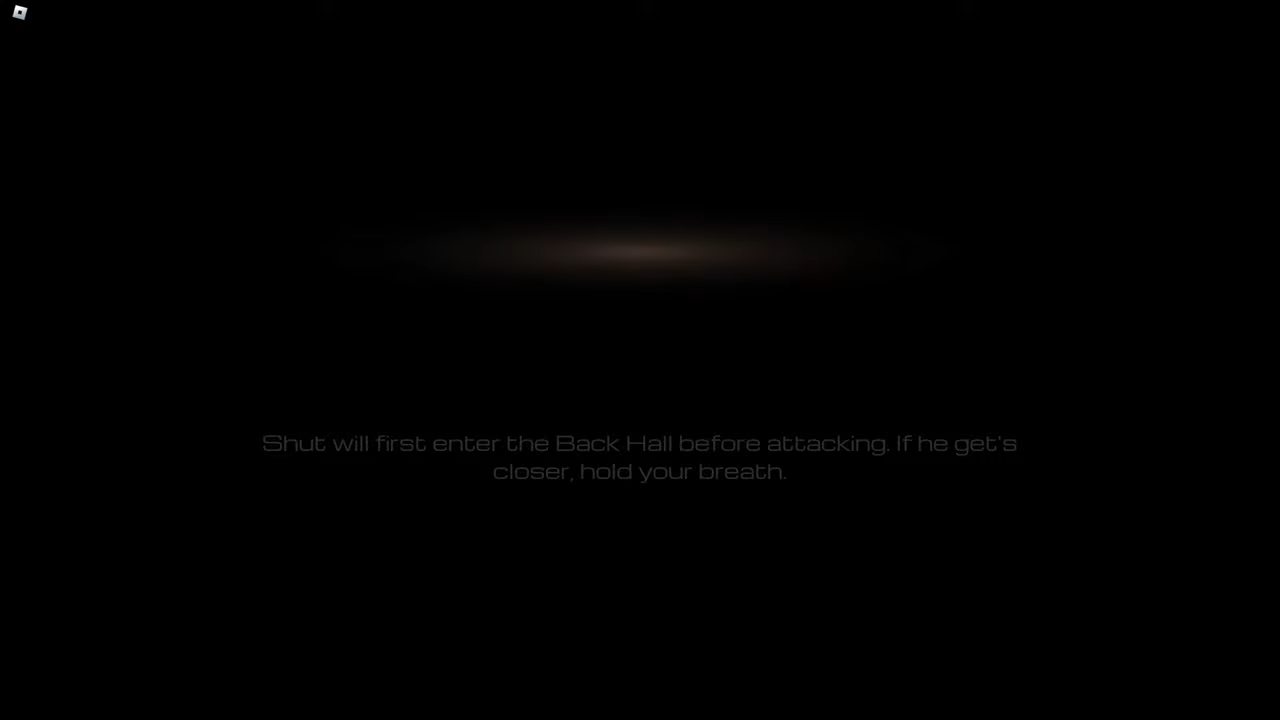 Shut will first enter the Back Hall before attacking. If he get's
closer, hold your breath.